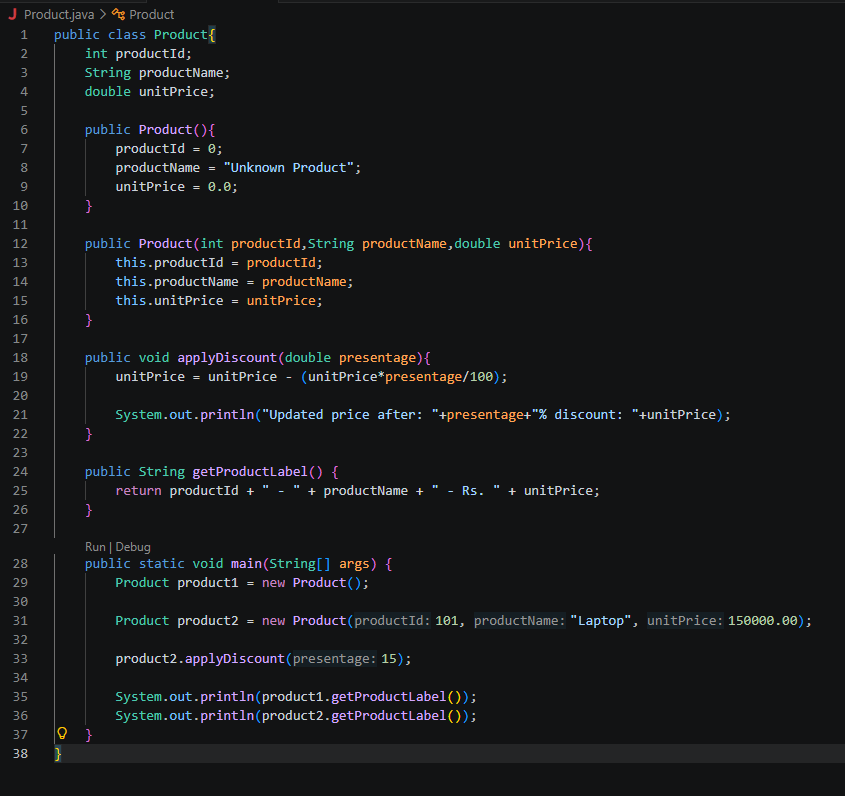 J Product.java > Product
1 public class Product{
2     int productId;
3     String productName;
4     double unitPrice;
5
6     public Product(){
7         productId = 0;
8         productName = "Unknown Product";
9         unitPrice = 0.0;
10     }
11
12     public Product(int productId,String productName,double unitPrice){
13         this.productId = productId;
14         this.productName = productName;
15         this.unitPrice = unitPrice;
16     }
17
18     public void applyDiscount(double presentage){
19         unitPrice = unitPrice - (unitPrice*presentage/100);
20
21         System.out.println("Updated price after: "+presentage+"% discount: "+unitPrice);
22     }
23
24     public String getProductLabel() {
25         return productId + " - " + productName + " - Rs. " + unitPrice;
26     }
27
Run | Debug
28     public static void main(String[] args) {
29         Product product1 = new Product();
30
31         Product product2 = new Product(productId: 101, productName: "Laptop", unitPrice: 150000.00);
32
33         product2.applyDiscount(presentage: 15);
34
35         System.out.println(product1.getProductLabel());
36         System.out.println(product2.getProductLabel());
37     }
38 }